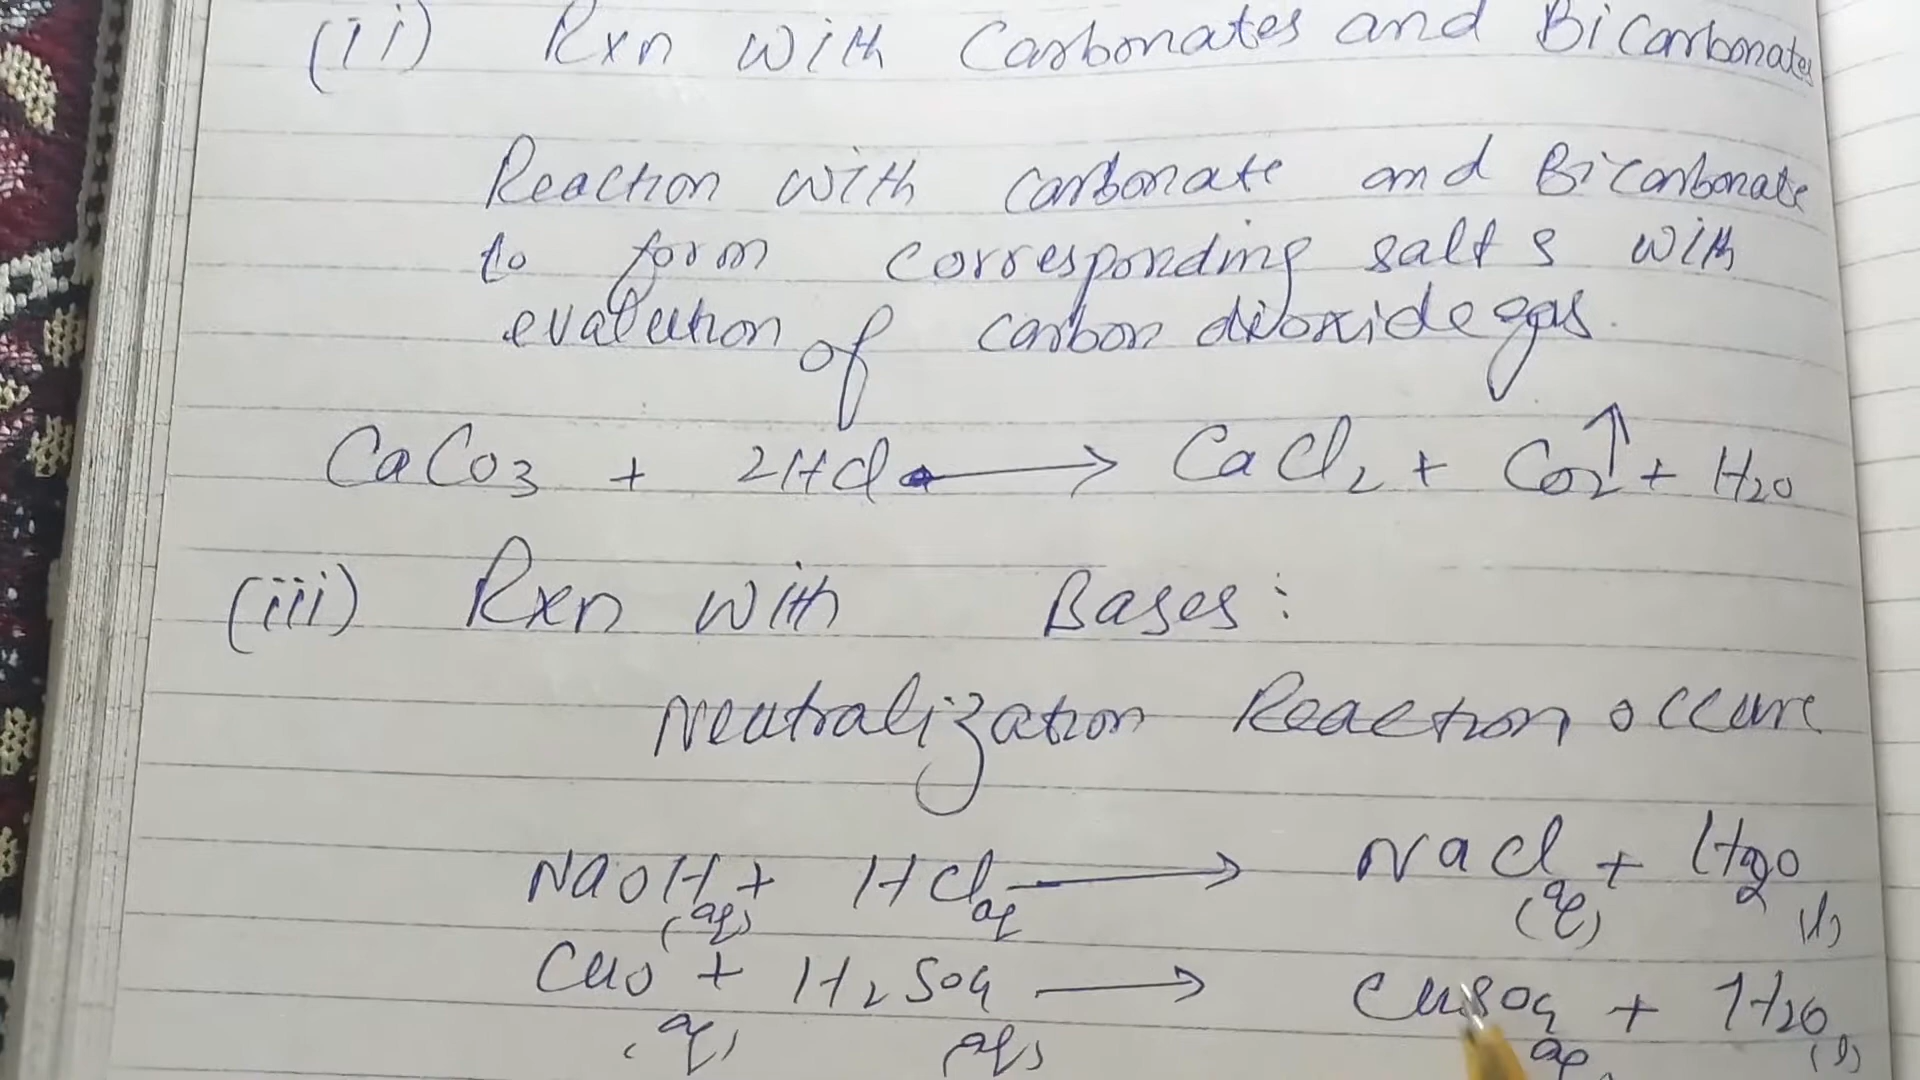 (ii) Rxn with Carbonates and BiCarbonates
Reaction with carbonate and Bicarbonate
to form corresponding salts with
evalution of carbon dioxide gas.
CaCo3 + 2HCl → CaCl2 + Co2↑ + H2O
(iii) Rxn with Bases:
Neutralization Reaction occure
NaOH(aq) + HCl aq → NaCl(aq) + H2O(l)
CuO(aq) + H2SO4(aq) → CuSO4 aq + H2O(l)